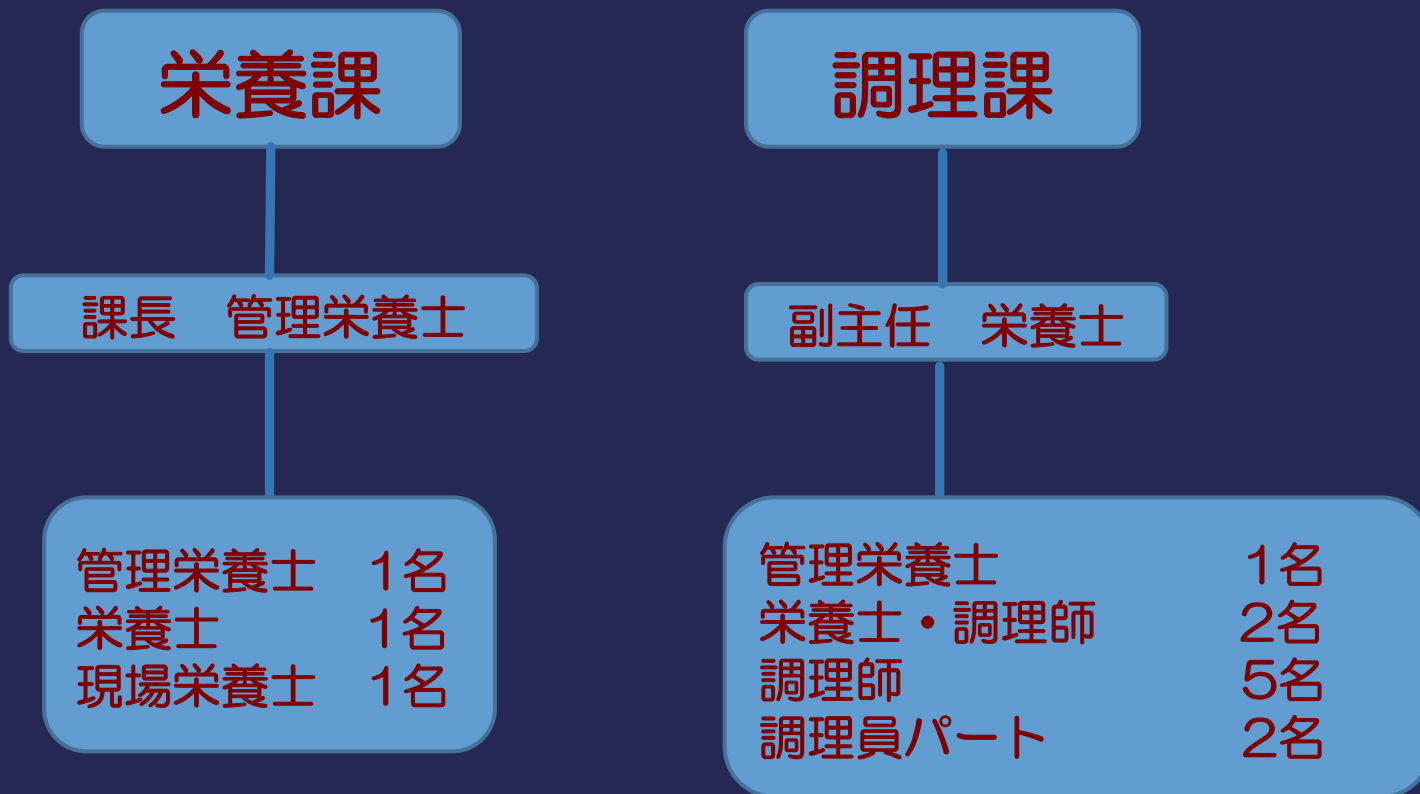 栄養課
課長　管理栄養士
管理栄養士　1名
栄養士　　　1名
現場栄養士　1名
調理課
副主任　栄養士
管理栄養士　　　　　1名
栄養士・調理師　　　2名
調理師　　　　　　　5名
調理員パート　　　　2名